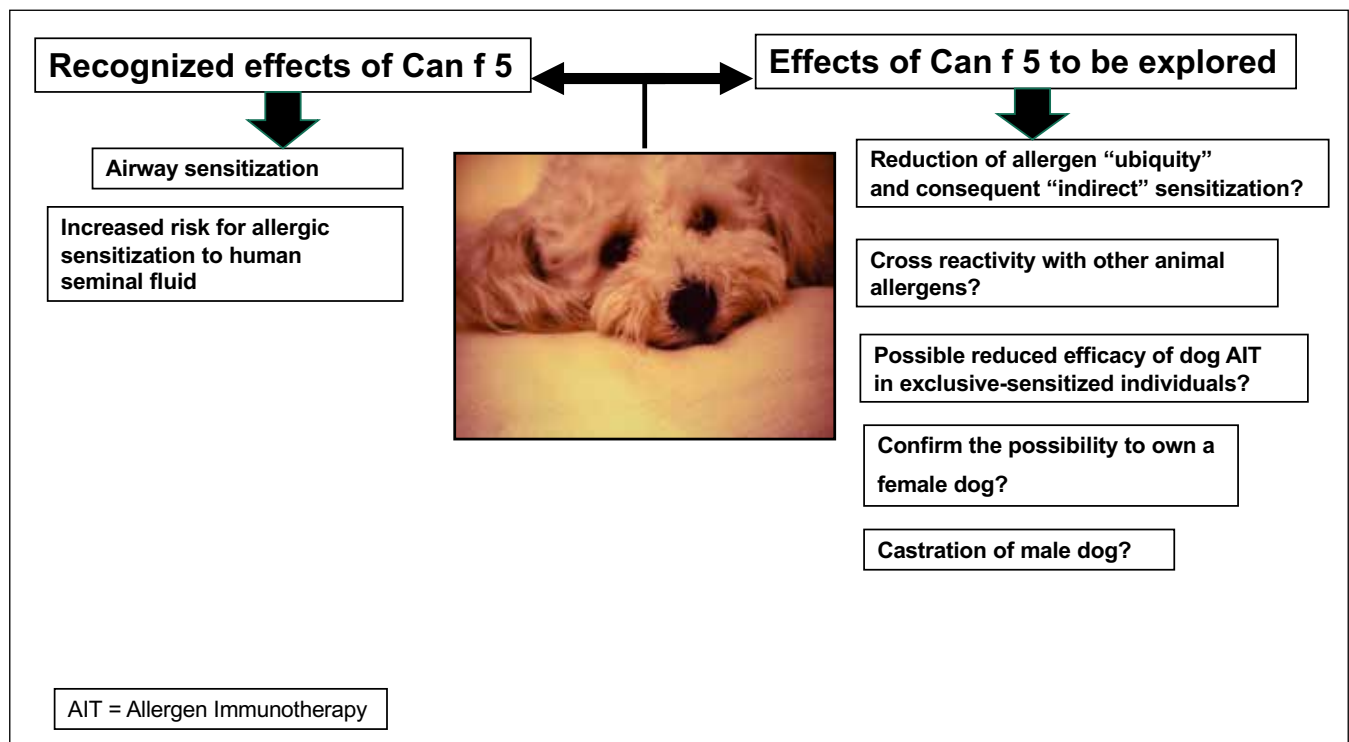 Recognized effects of Can f 5
Effects of Can f 5 to be explored
Airway sensitization
Increased risk for allergic
sensitization to human
seminal fluid
Reduction of allergen “ubiquity”
and consequent “indirect” sensitization?
Cross reactivity with other animal
allergens?
Possible reduced efficacy of dog AIT
in exclusive-sensitized individuals?
Confirm the possibility to own a
female dog?
Castration of male dog?
AIT = Allergen Immunotherapy